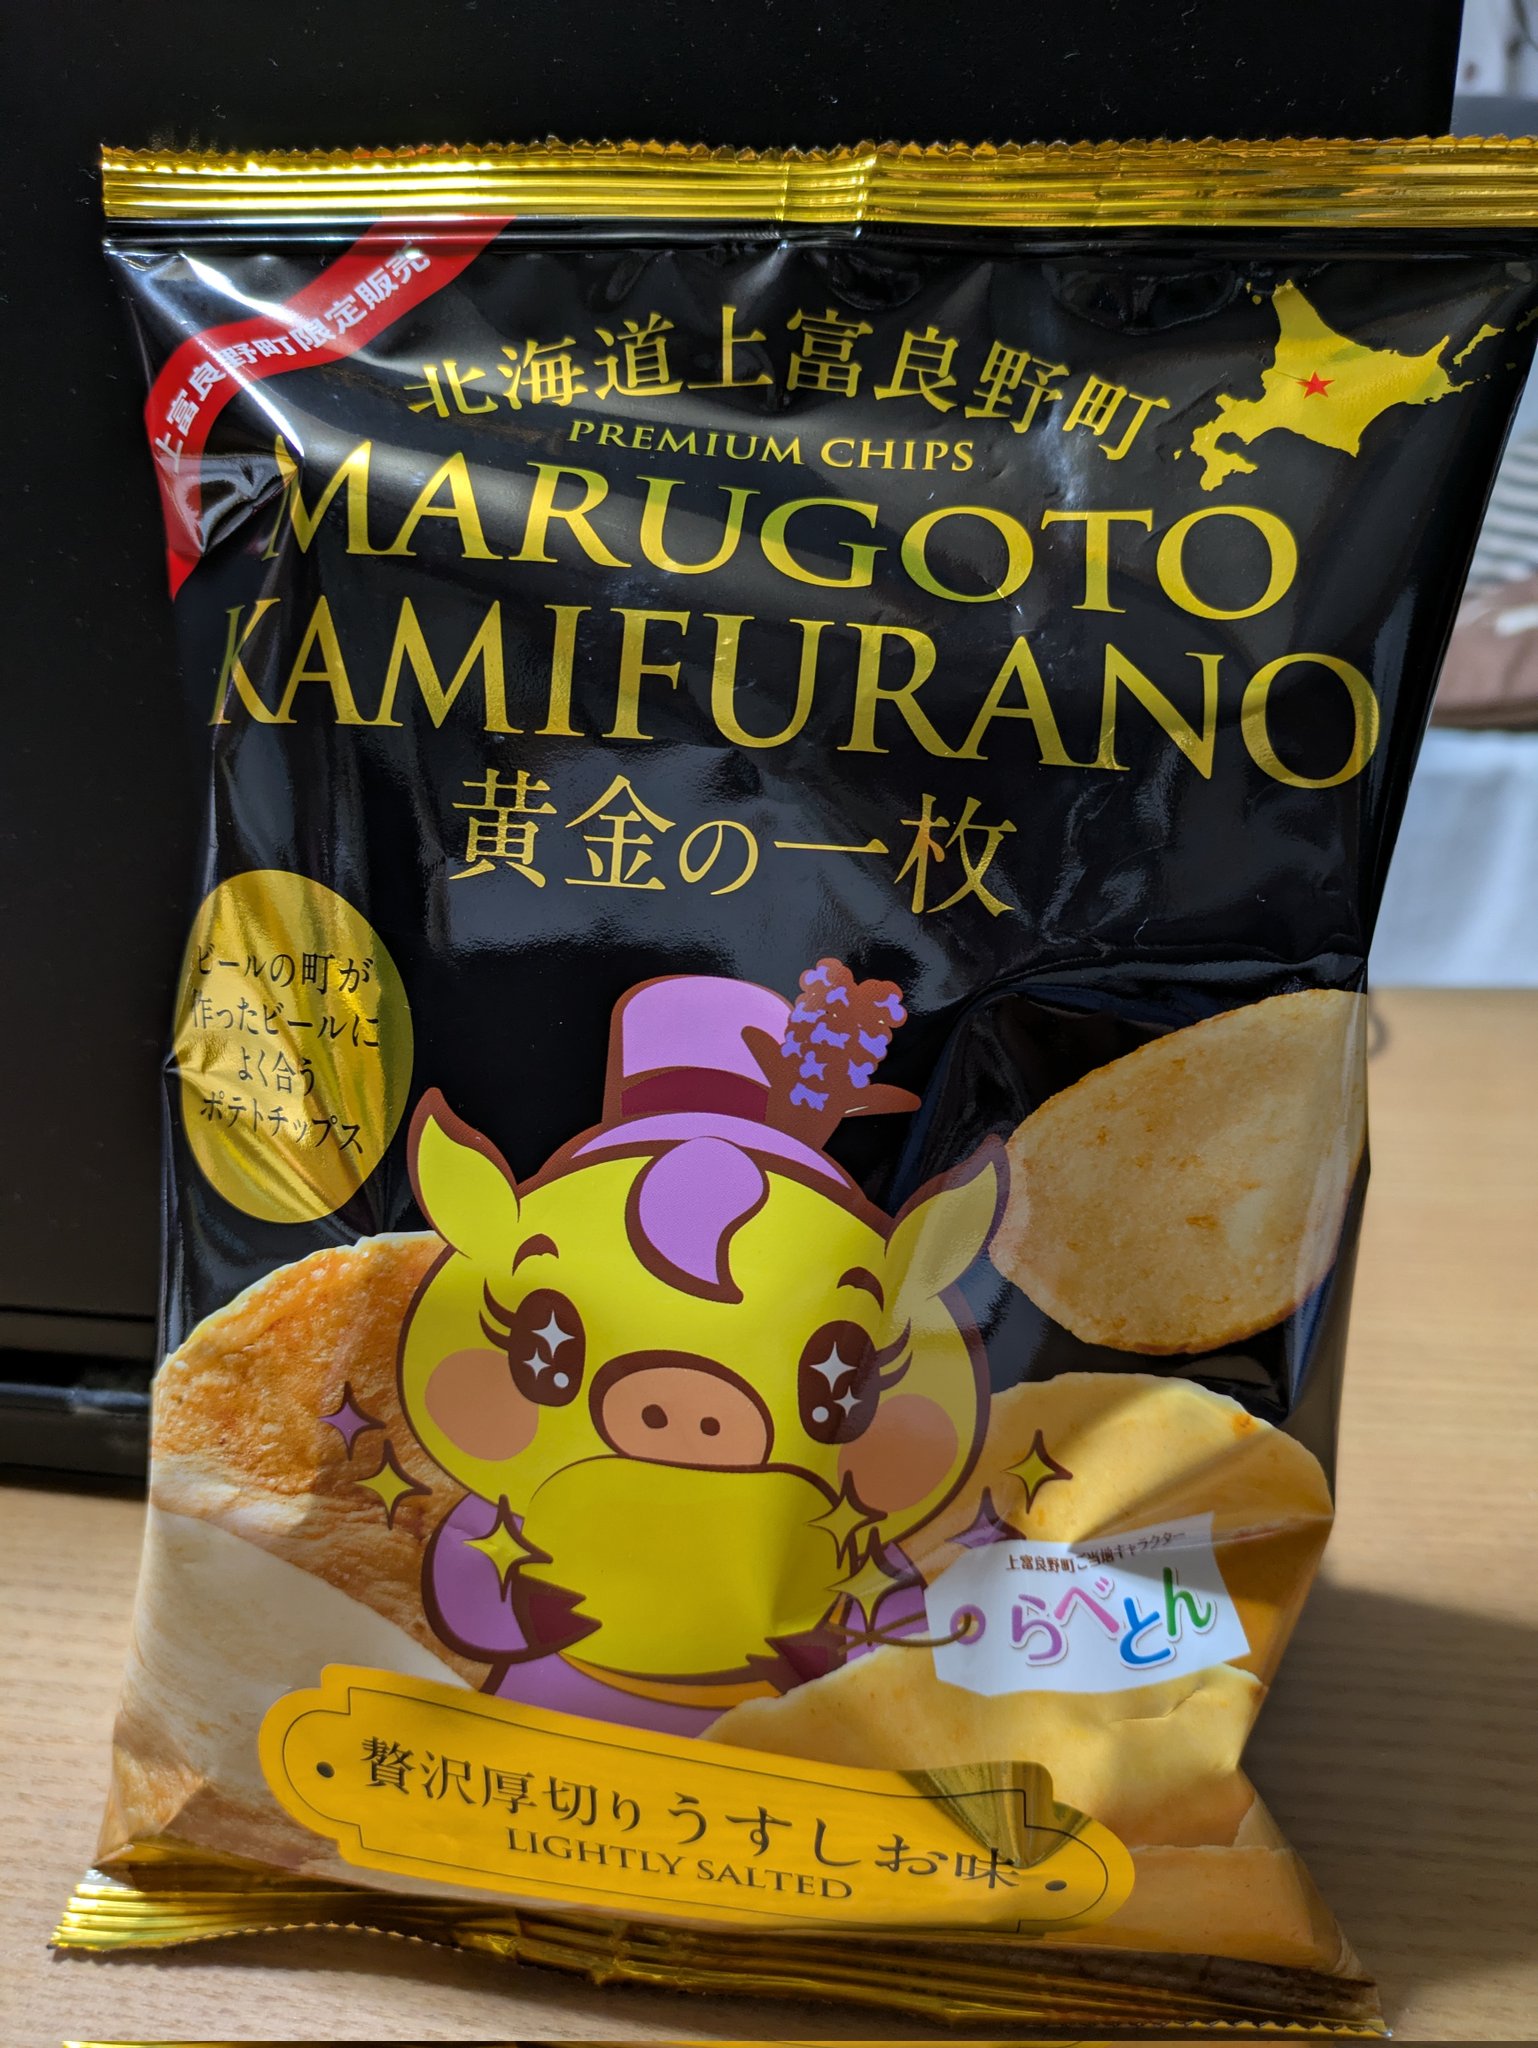 上富良野町限定販売
北海道上富良野町
PREMIUM CHIPS
MARUGOTO
KAMIFURANO
黄金の一枚
ビールの町が
作ったビールに
よく合う
ポテトチップス
上富良野町ご当地キャラクター
らべとん
贅沢厚切りうすしお味
LIGHTLY SALTED